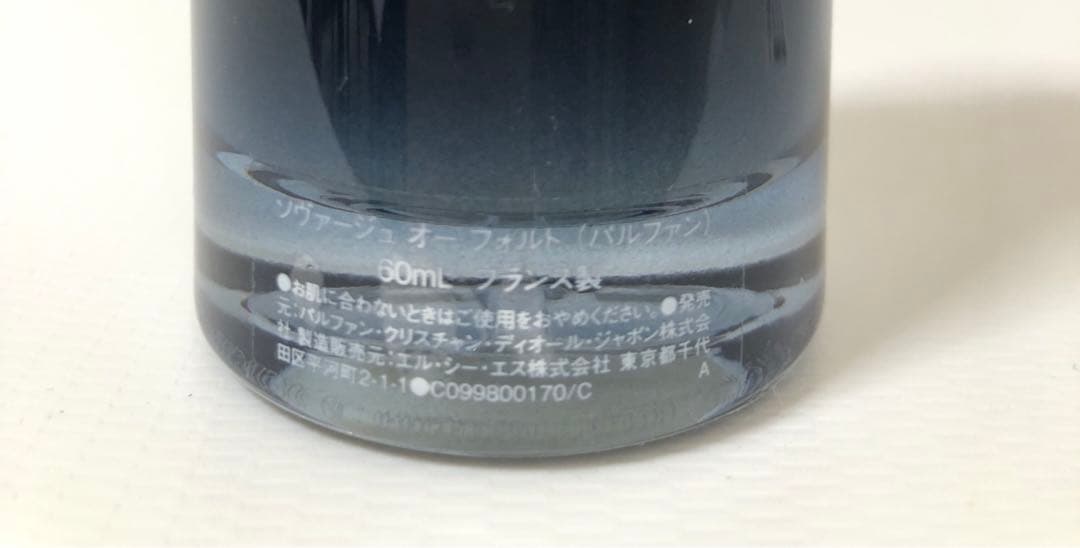 ソヴァージュ オー フォルト（パルファン）
60mL フランス製
●お肌に合わないときはご使用をおやめください。●発売
元：パルファン・クリスチャン・ディオール・ジャポン株式会
社 製造販売元：エル・シー・エス株式会社 東京都千代
田区平河町2-1-1●C099800170/C
A